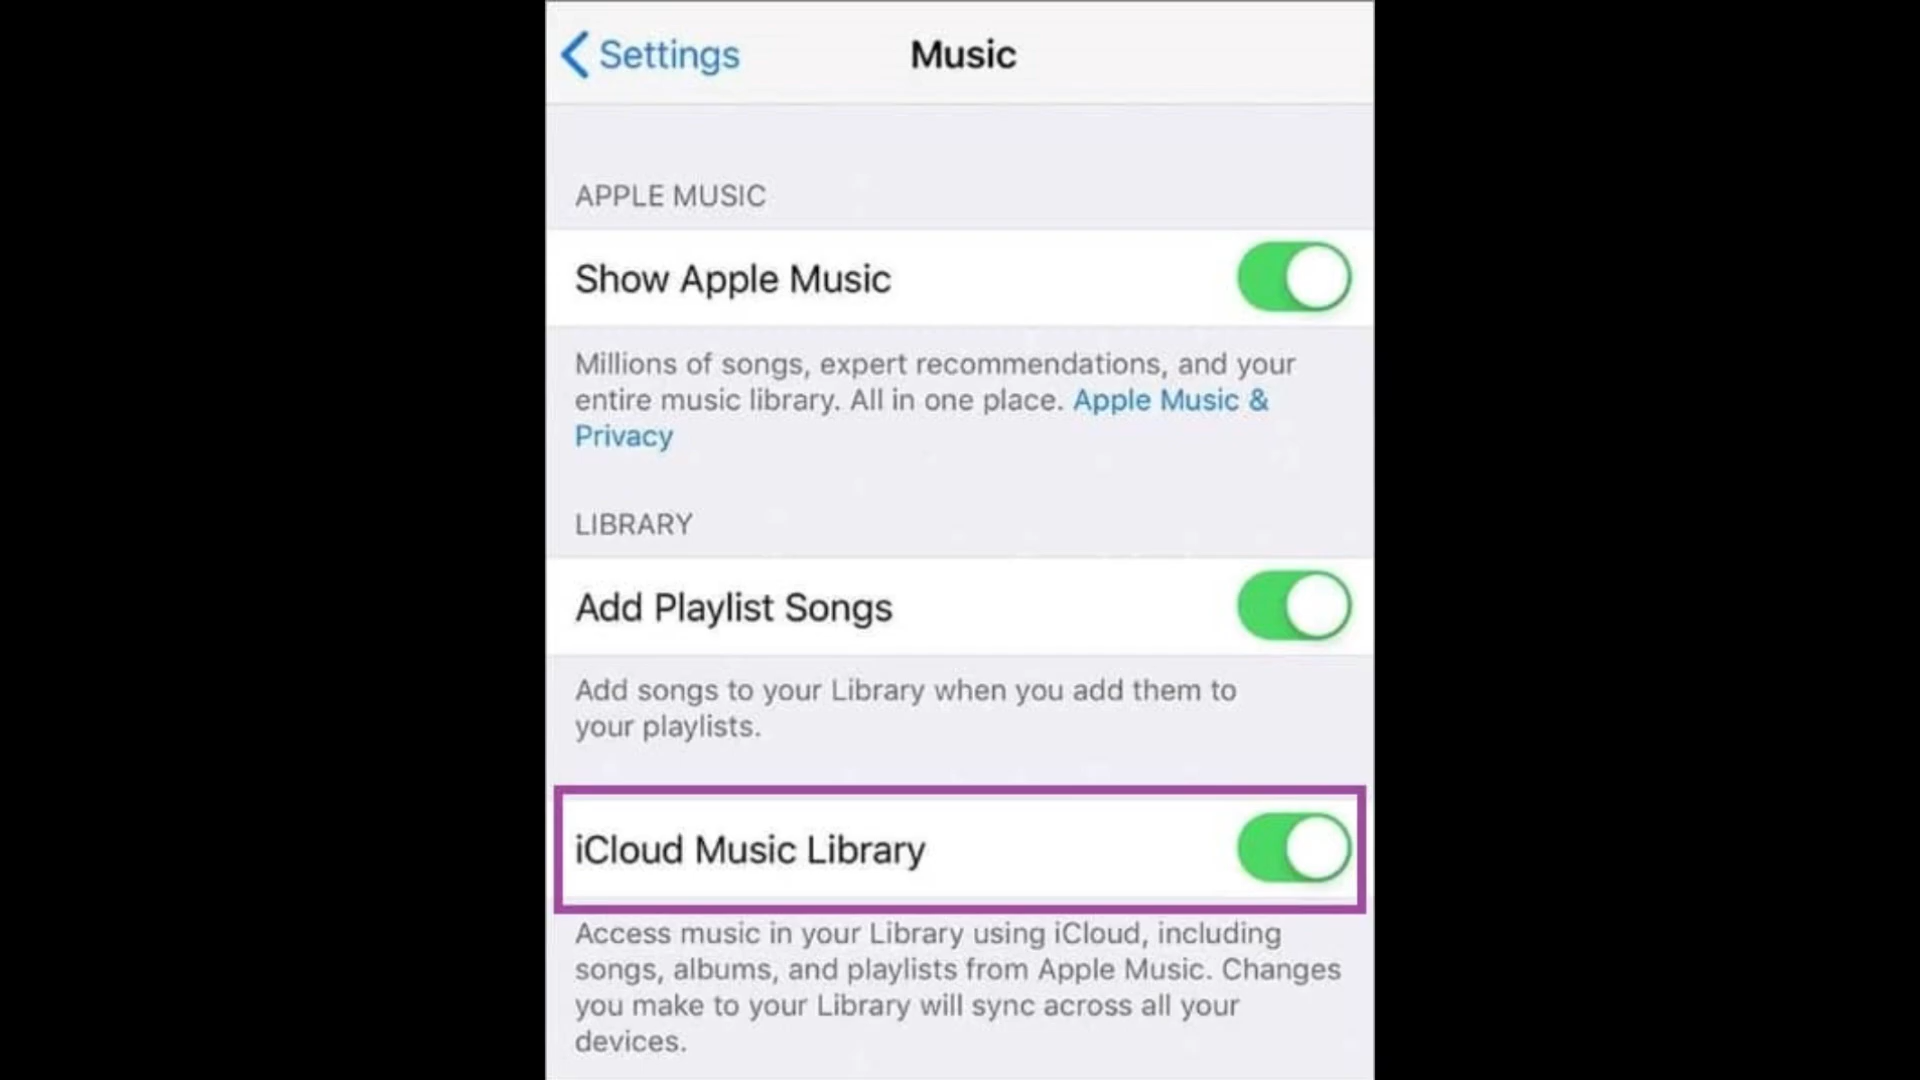 Settings
Music
APPLE MUSIC
Show Apple Music
Millions of songs, expert recommendations, and your
entire music library. All in one place. Apple Music &
Privacy
LIBRARY
Add Playlist Songs
Add songs to your Library when you add them to
your playlists.
iCloud Music Library
Access music in your Library using iCloud, including
songs, albums, and playlists from Apple Music. Changes
you make to your Library will sync across all your
devices.